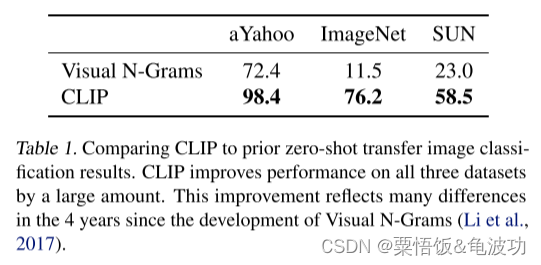 aYahoo ImageNet SUN
Visual N-Grams 72.4 11.5 23.0
CLIP 98.4 76.2 58.5
Table 1. Comparing CLIP to prior zero-shot transfer image classi-
fication results. CLIP improves performance on all three datasets
by a large amount. This improvement reflects many differences
in the 4 years since the development of Visual N-Grams (Li et al.,
2017).
CSDN @粟悟饭&龟波功